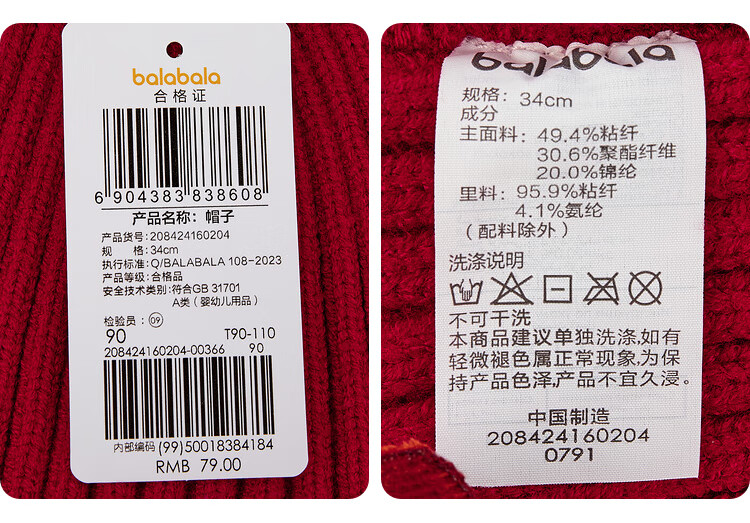 balabala
合格证
6 904383 838608
产品名称: 帽子
产品货号: 208424160204
规　格: 34cm
执行标准: Q/BALABALA 108-2023
产品等级: 合格品
安全技术类别: 符合GB 31701
A类 (婴幼儿用品)
检验员: 09
90 T90-110
208424160204-00366 90
内部编码 (99)50018384184
RMB 79.00
balabala
规格: 34cm
成分
主面料: 49.4%粘纤
30.6%聚酯纤维
20.0%锦纶
里料: 95.9%粘纤
4.1%氨纶
(配料除外)
洗涤说明
不可干洗
本商品建议单独洗涤,如有
轻微褪色属正常现象,为保
持产品色泽,产品不宜久浸。
中国制造
208424160204
0791